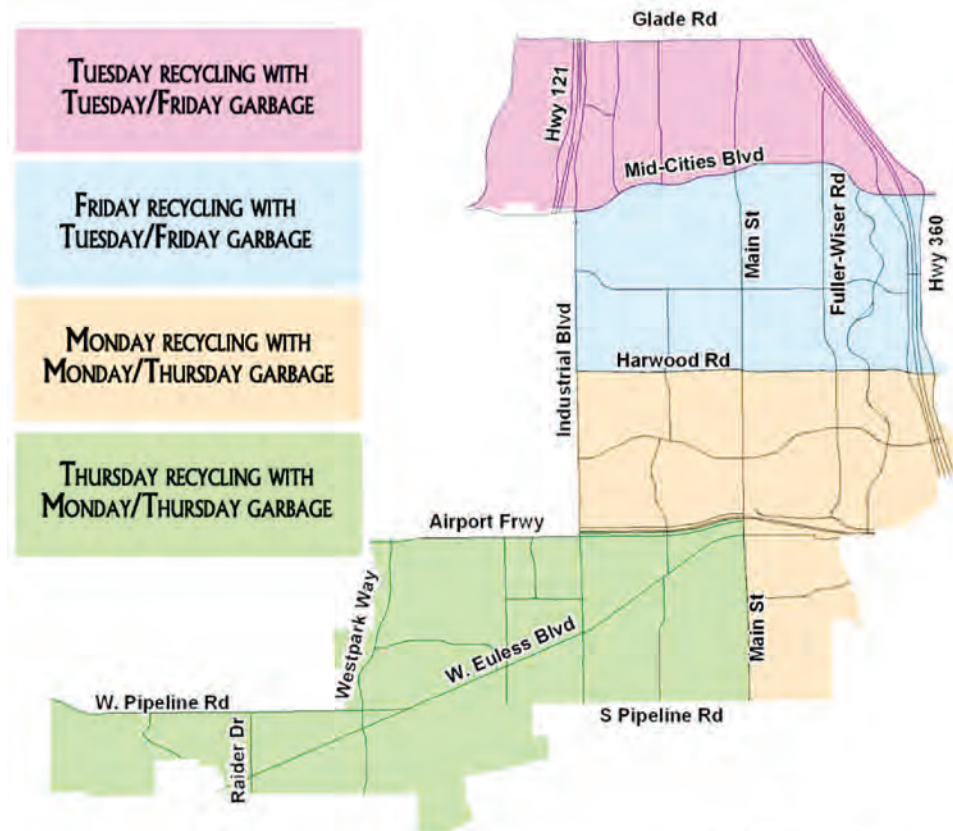 Glade Rd
TUESDAY RECYCLING WITH
TUESDAY/FRIDAY GARBAGE
Hwy 121
Mid-Cities Blvd
FRIDAY RECYCLING WITH
TUESDAY/FRIDAY GARBAGE
Main St
Fuller-Wiser Rd
Hwy 360
MONDAY RECYCLING WITH
MONDAY/THURSDAY GARBAGE
Industrial Blvd
Harwood Rd
THURSDAY RECYCLING WITH
MONDAY/THURSDAY GARBAGE
Airport Frwy
Westpark Way
W. Euless Blvd
Main St
W. Pipeline Rd
S Pipeline Rd
Raider Dr